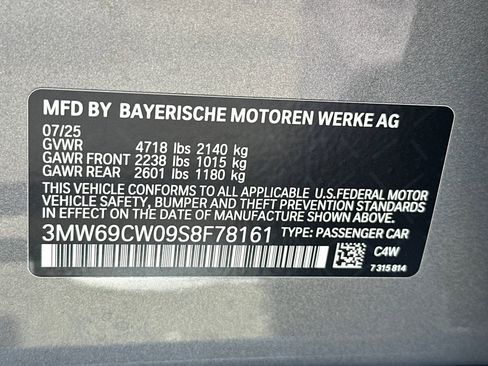 MFD BY BAYERISCHE MOTOREN WERKE AG
07/25
GVWR 4718 lbs 2140 kg
GAWR FRONT 2238 lbs 1015 kg
GAWR REAR 2601 lbs 1180 kg
THIS VEHICLE CONFORMS TO ALL APPLICABLE U.S.FEDERAL MOTOR
VEHICLE SAFETY, BUMPER AND THEFT PREVENTION STANDARDS
IN EFFECT ON THE DATE OF MANUFACTURE SHOWN ABOVE.
3MW69CW09S8F78161 TYPE: PASSENGER CAR
C4W
7 315 814